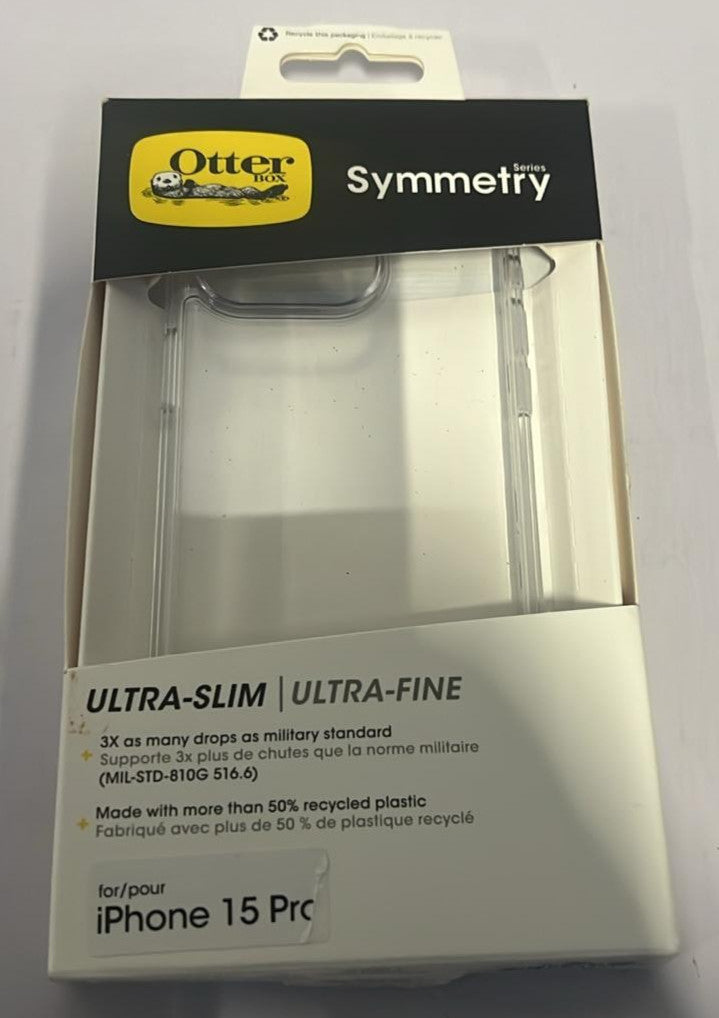 Recycle this packaging | Emballage à recycler
Otter
BOX
Symmetry
Series
ULTRA-SLIM | ULTRA-FINE
3X as many drops as military standard
+ Supporte 3x plus de chutes que la norme militaire
(MIL-STD-810G 516.6)
Made with more than 50% recycled plastic
+ Fabriqué avec plus de 50 % de plastique recyclé
for/pour
iPhone 15 Pro